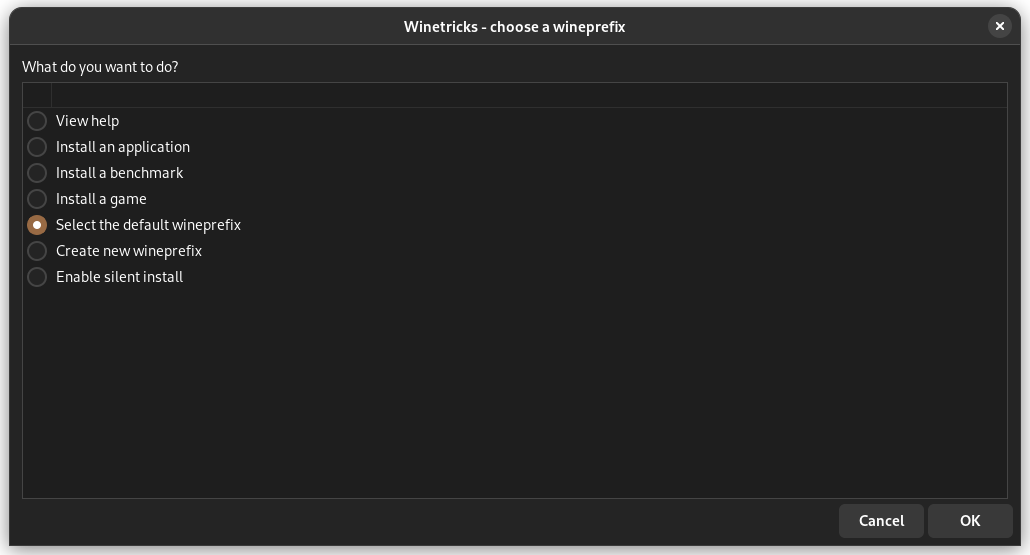 Winetricks - choose a wineprefix
What do you want to do?
View help
Install an application
Install a benchmark
Install a game
Select the default wineprefix
Create new wineprefix
Enable silent install
Cancel OK